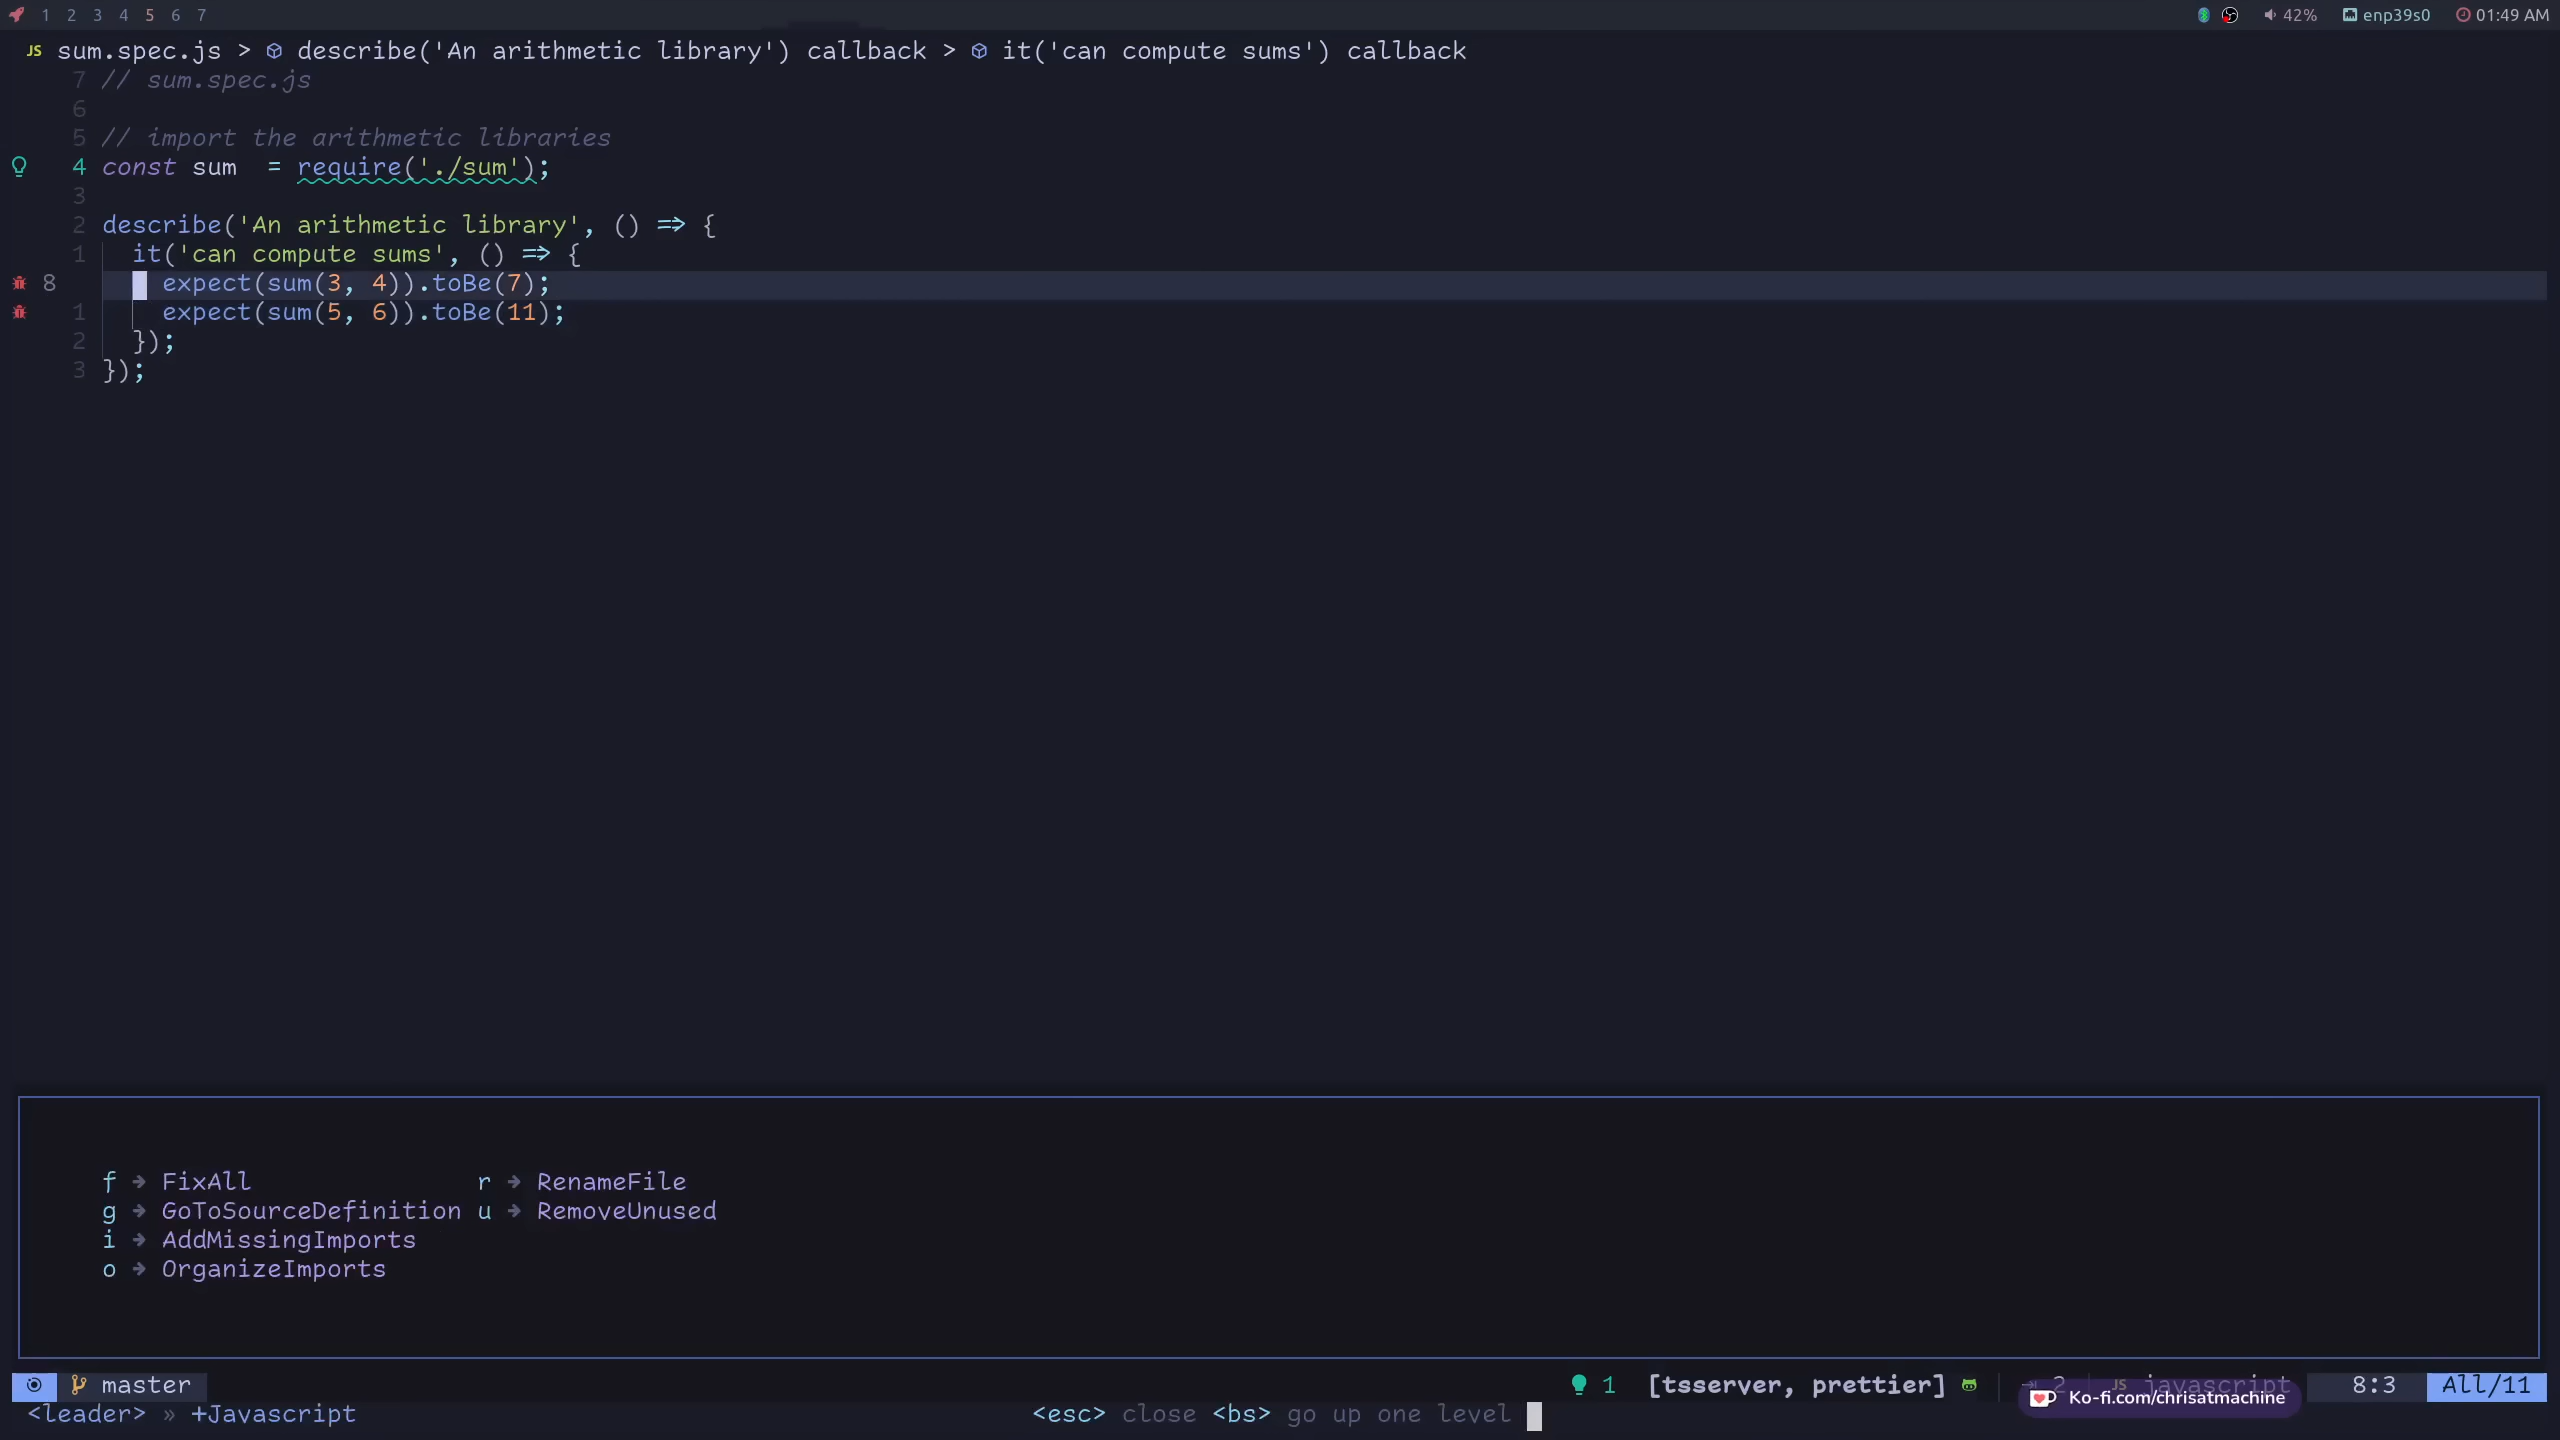 1 2 3 4 5 6 7
42% enp39s0 01:49 AM
JS sum.spec.js > describe('An arithmetic library') callback > it('can compute sums') callback
7 // sum.spec.js
6
5 // import the arithmetic libraries
4 const sum  = require('./sum');
3
2 describe('An arithmetic library', () => {
1   it('can compute sums', () => {
8     expect(sum(3, 4)).toBe(7);
1     expect(sum(5, 6)).toBe(11);
2   });
3 });
f → FixAll r → RenameFile
g → GoToSourceDefinition u → RemoveUnused
i → AddMissingImports
o → OrganizeImports
master 1 [tsserver, prettier] 2 JS javascript 8:3 All/11
Ko-fi.com/chrisatmachine
<leader> » +Javascript <esc> close <bs> go up one level